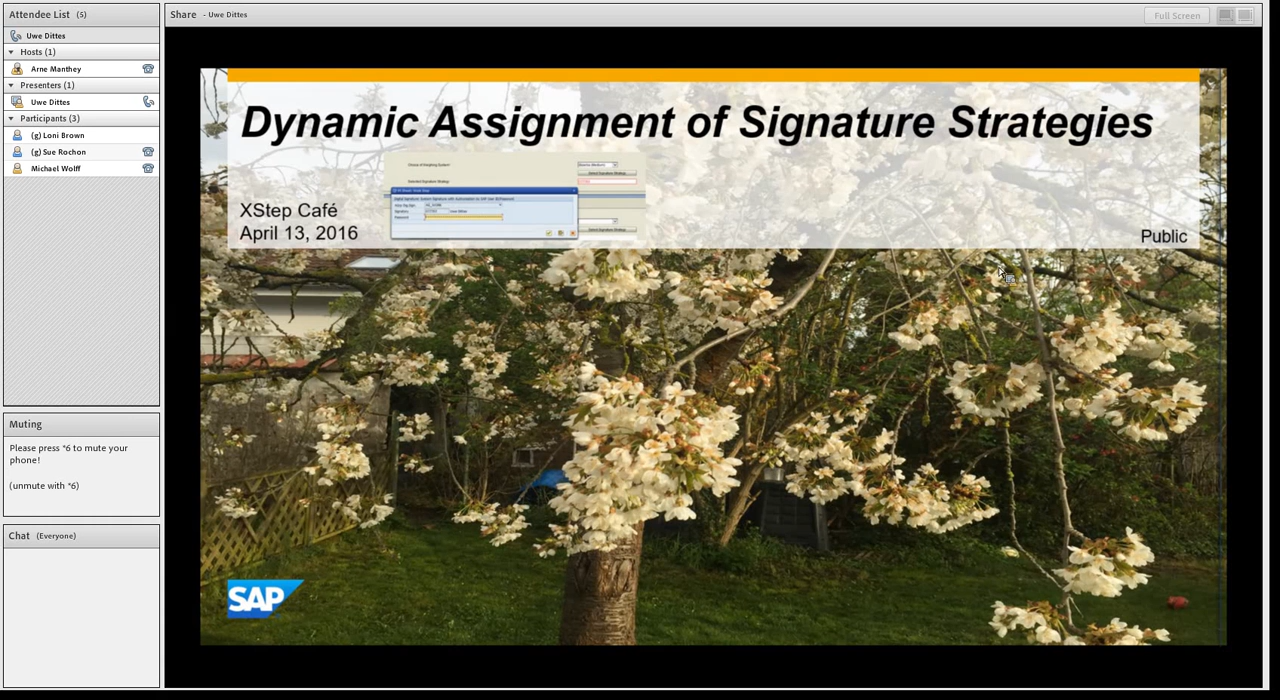 Attendee List (5)
Uwe Dittes
Hosts (1)
Arne Manthey
Presenters (1)
Uwe Dittes
Participants (3)
(g) Loni Brown
(g) Sue Rochon
Michael Wolff
Muting
Please press *6 to mute your
phone!
(unmute with *6)
Chat (Everyone)
Share - Uwe Dittes
Full Screen
Dynamic Assignment of Signature Strategies
XStep Café
April 13, 2016
Public
SAP